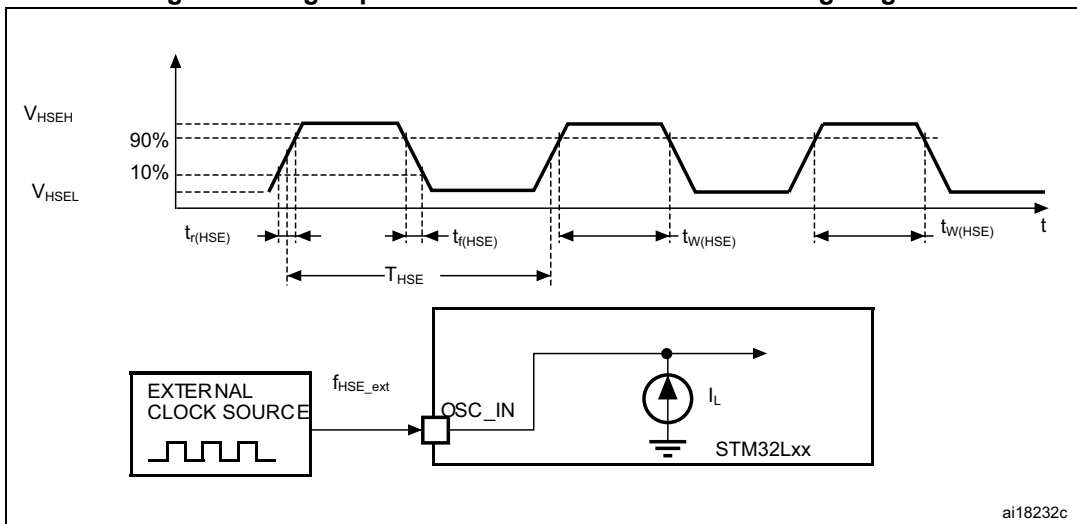 V_HSEH
90%
10%
V_HSEL
t_r(HSE)
t_f(HSE)
t_W(HSE)
t_W(HSE)
t
T_HSE
EXTERNAL
CLOCK SOURCE
f_HSE_ext
OSC_IN
I_L
STM32Lxx
ai18232c